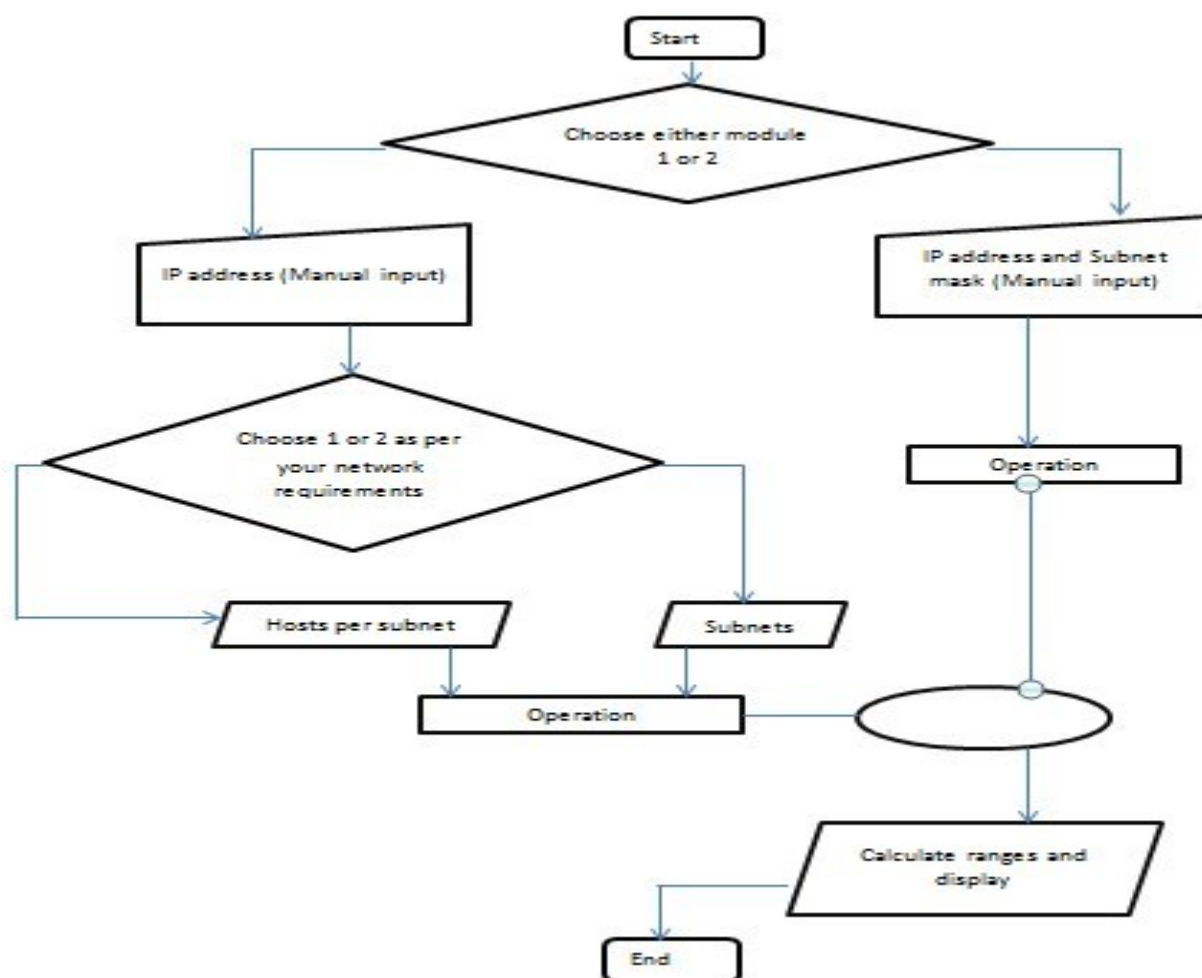 Start
Choose either module
1 or 2
IP address (Manual input)
IP address and Subnet
mask (Manual input)
Choose 1 or 2 as per
your network
requirements
Operation
Hosts per subnet
Subnets
Operation
Calculate ranges and
display
End